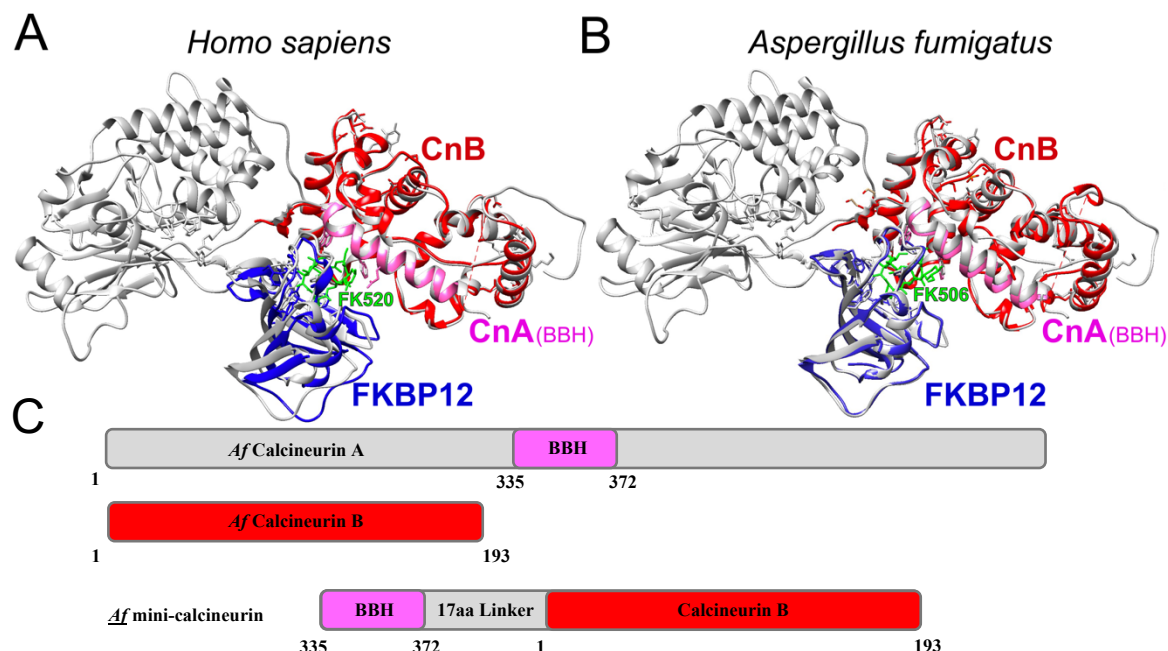 A
Homo sapiens
CnB
FK520
CnA(BBH)
FKBP12
B
Aspergillus fumigatus
CnB
FK506
CnA(BBH)
FKBP12
C
Af Calcineurin A
BBH
1
335
372
Af Calcineurin B
1
193
Af mini-calcineurin
BBH
17aa Linker
Calcineurin B
335
372
1
193